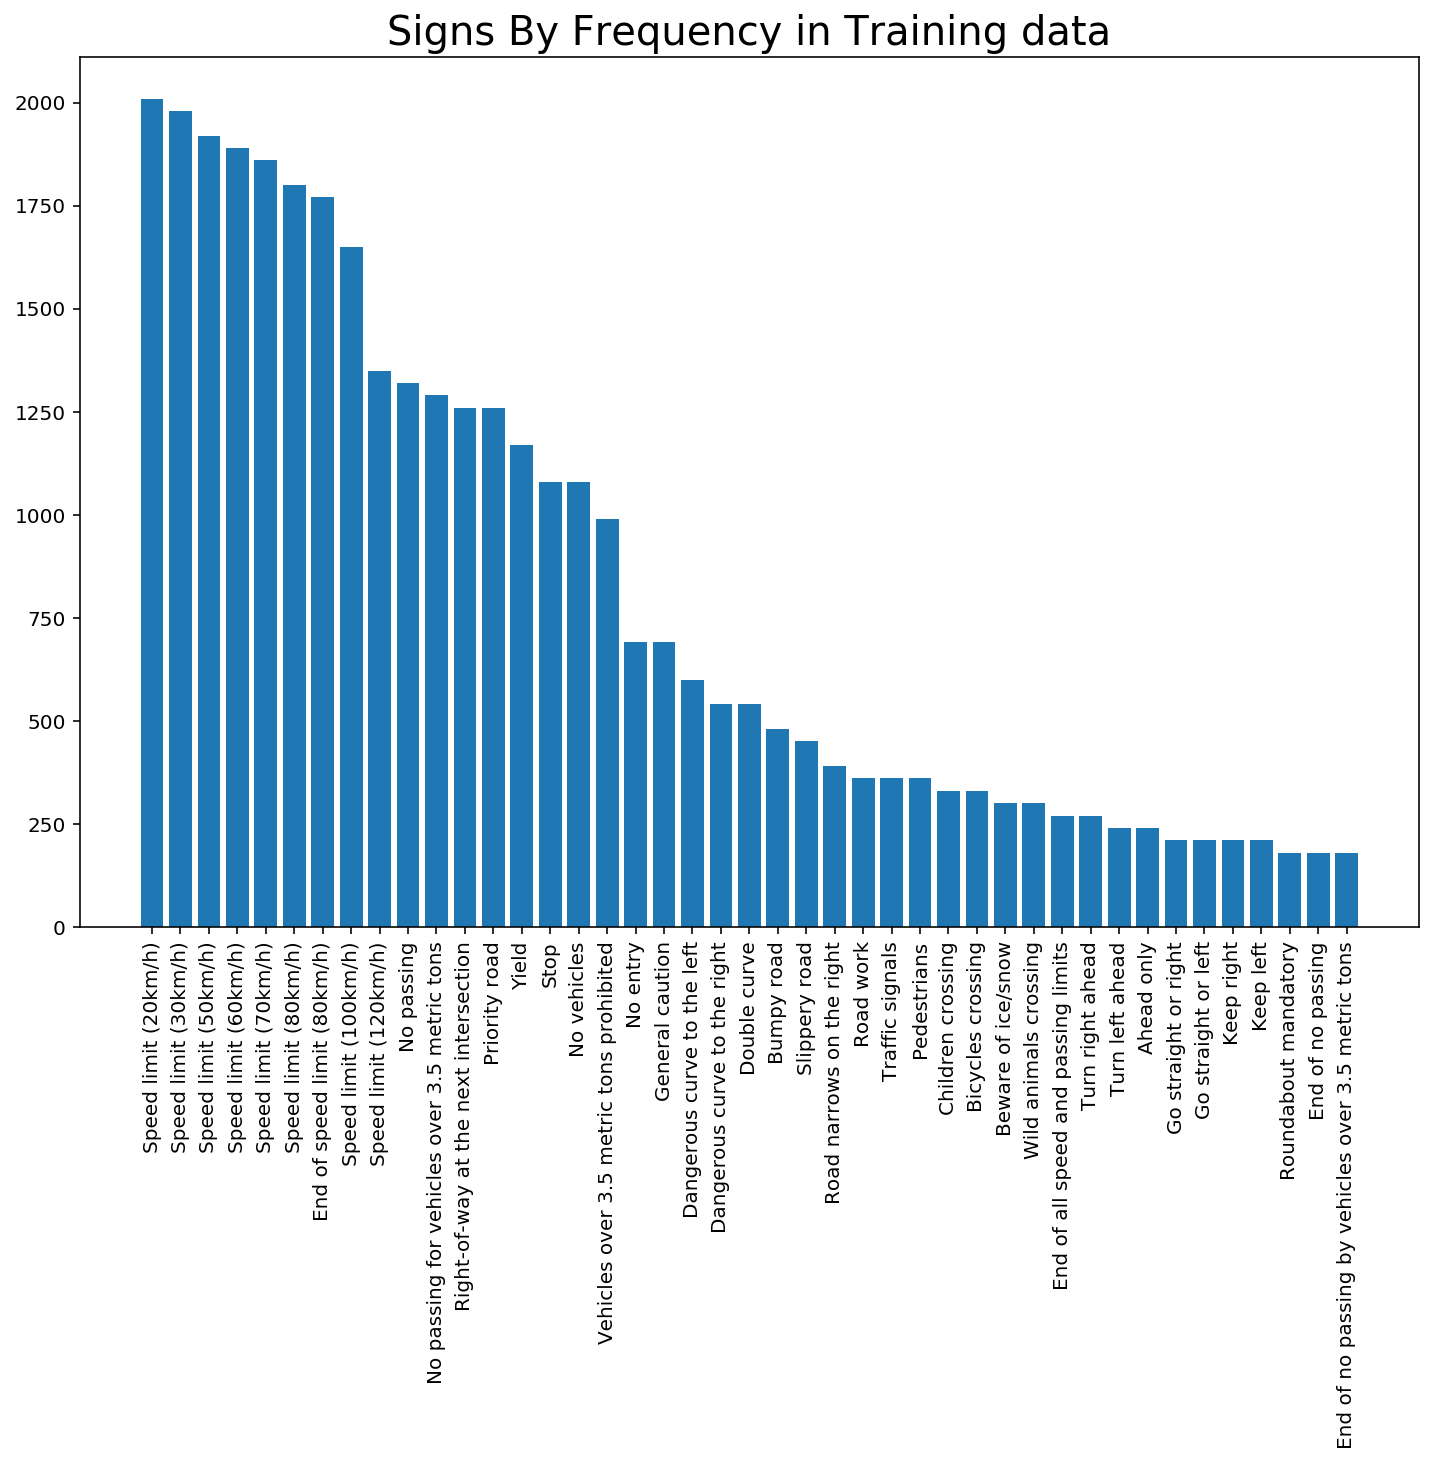 Signs By Frequency in Training data
2000
1750
1500
1250
1000
750
500
250
0
Speed limit (20km/h)
Speed limit (30km/h)
Speed limit (50km/h)
Speed limit (60km/h)
Speed limit (70km/h)
Speed limit (80km/h)
End of speed limit (80km/h)
Speed limit (100km/h)
Speed limit (120km/h)
No passing
No passing for vehicles over 3.5 metric tons
Right-of-way at the next intersection
Priority road
Yield
Stop
No vehicles
Vehicles over 3.5 metric tons prohibited
No entry
General caution
Dangerous curve to the left
Dangerous curve to the right
Double curve
Bumpy road
Slippery road
Road narrows on the right
Road work
Traffic signals
Pedestrians
Children crossing
Bicycles crossing
Beware of ice/snow
Wild animals crossing
End of all speed and passing limits
Turn right ahead
Turn left ahead
Ahead only
Go straight or right
Go straight or left
Keep right
Keep left
Roundabout mandatory
End of no passing
End of no passing by vehicles over 3.5 metric tons